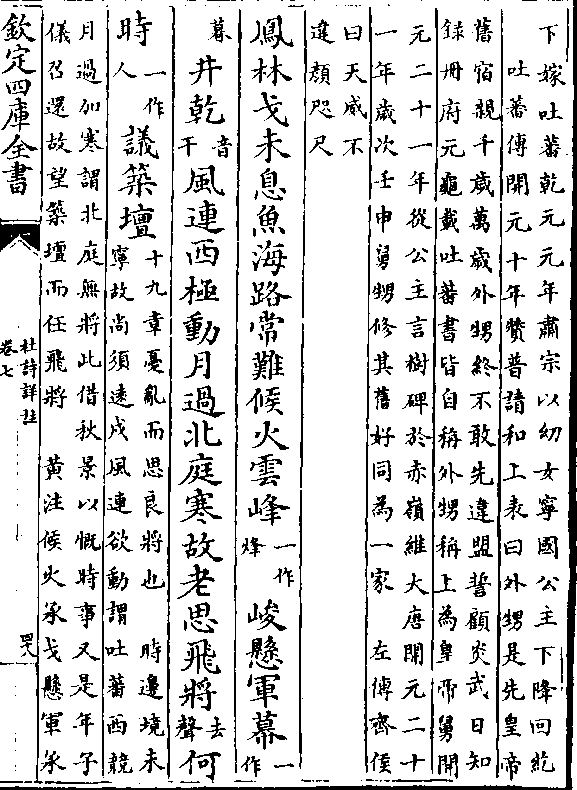 下嫁吐蕃乾元元年肅宗以幼女寧國公主下降回紇
吐蕃傳開元十年贊普請和上表曰外甥是先皇帝
舊宿親千歲萬歲外甥終不敢先違盟誓顧炎武日知
録册府元龜載吐蕃書皆自稱外甥稱上為皇帝舅開
元二十一年從公主言樹碑於赤嶺維大唐開元二十
一年歲次壬申舅甥修其舊好同為一家 左傳齊侯
曰天威不
違顔咫尺
鳳林戈未息魚海路常難候火雲峰一作烽峻懸軍幕一作
暮井乾音干風連西極動月過北庭寒故老思飛將去聲何
時一作人議築壇十九章憂亂而思良將也 時邊境未
寧故尚須遠戍風連欲動謂吐蕃西競
月過加寒謂北庭無將此借秋景以慨時事又是年子
儀召還故望築壇而任飛將 黃注候火承戈懸軍承
欽定四庫全書
杜詩詳註
卷七